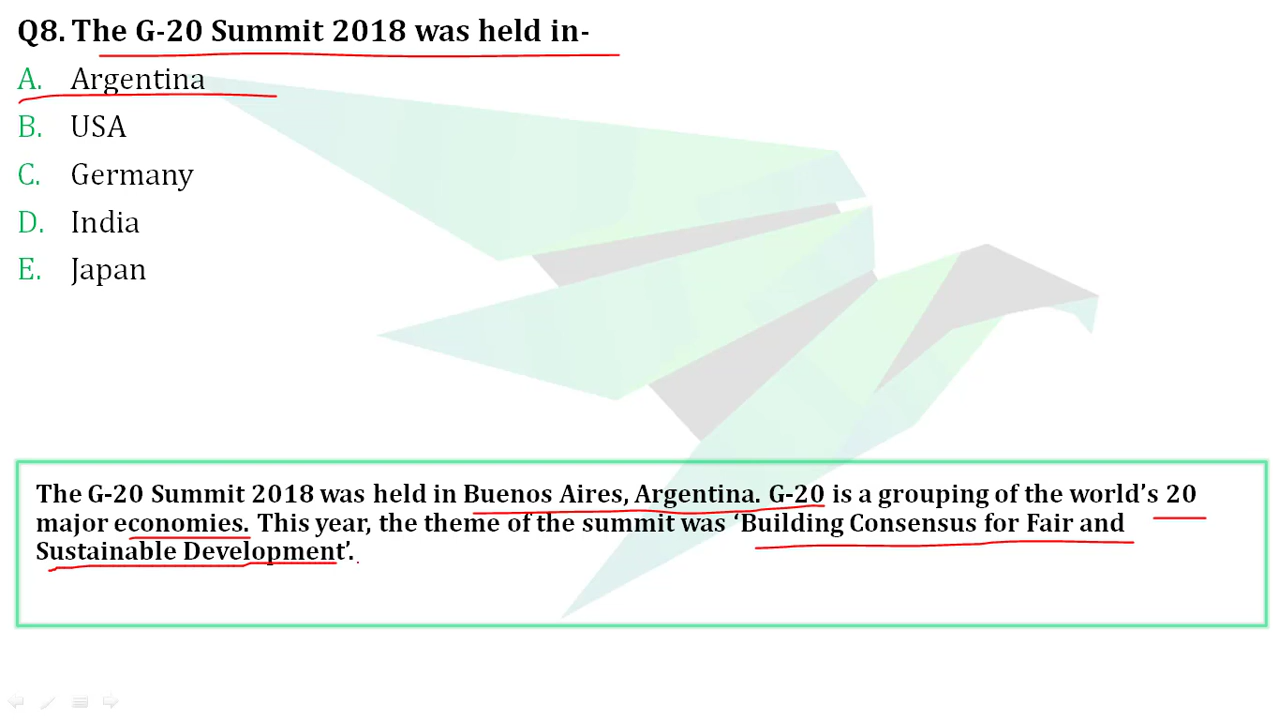 Q8. The G-20 Summit 2018 was held in-
A. Argentina
B. USA
C. Germany
D. India
E. Japan
The G-20 Summit 2018 was held in Buenos Aires, Argentina. G-20 is a grouping of the world’s 20
major economies. This year, the theme of the summit was ‘Building Consensus for Fair and
Sustainable Development’.